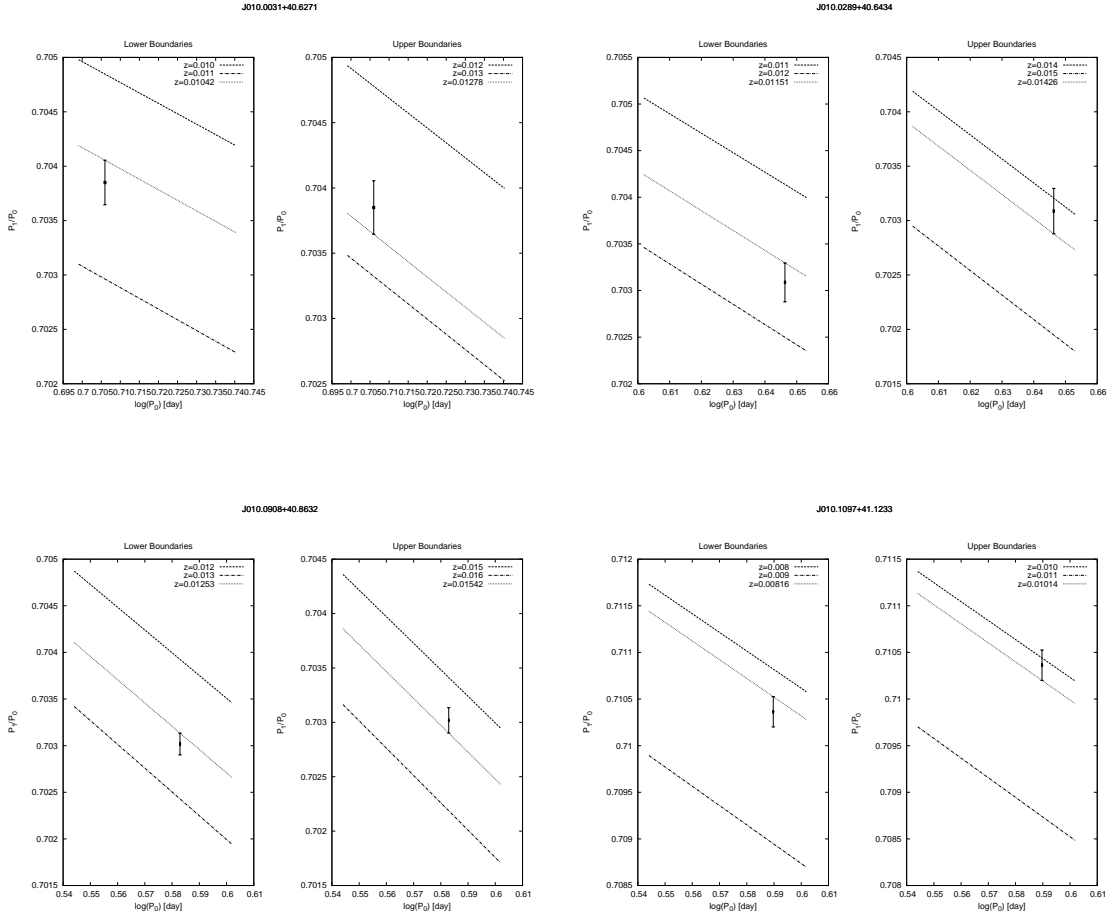 J010.0031+40.6271
Lower Boundaries
P1/P0
0.705
0.7045
0.704
0.7035
0.703
0.7025
0.702
0.695 0.7 0.705 0.71 0.715 0.72 0.725 0.73 0.735 0.74 0.745
log(P0) [day]
z=0.010
z=0.011
z=0.01042
Upper Boundaries
0.705
0.7045
0.704
0.7035
0.703
0.7025
0.695 0.7 0.705 0.71 0.715 0.72 0.725 0.73 0.735 0.74 0.745
log(P0) [day]
z=0.012
z=0.013
z=0.01278
J010.0289+40.6434
Lower Boundaries
P1/P0
0.7055
0.705
0.7045
0.704
0.7035
0.703
0.7025
0.702
0.6 0.61 0.62 0.63 0.64 0.65 0.66
log(P0) [day]
z=0.011
z=0.012
z=0.01151
Upper Boundaries
0.7045
0.704
0.7035
0.703
0.7025
0.702
0.7015
0.6 0.61 0.62 0.63 0.64 0.65 0.66
log(P0) [day]
z=0.014
z=0.015
z=0.01426
J010.0908+40.8632
Lower Boundaries
P1/P0
0.705
0.7045
0.704
0.7035
0.703
0.7025
0.702
0.7015
0.54 0.55 0.56 0.57 0.58 0.59 0.6 0.61
log(P0) [day]
z=0.012
z=0.013
z=0.01253
Upper Boundaries
0.7045
0.704
0.7035
0.703
0.7025
0.702
0.7015
0.54 0.55 0.56 0.57 0.58 0.59 0.6 0.61
log(P0) [day]
z=0.015
z=0.016
z=0.01542
J010.1097+41.1233
Lower Boundaries
P1/P0
0.712
0.7115
0.711
0.7105
0.71
0.7095
0.709
0.7085
0.54 0.55 0.56 0.57 0.58 0.59 0.6 0.61
log(P0) [day]
z=0.008
z=0.009
z=0.00816
Upper Boundaries
P1/P0
0.7115
0.711
0.7105
0.71
0.7095
0.709
0.7085
0.708
0.54 0.55 0.56 0.57 0.58 0.59 0.6 0.61
log(P0) [day]
z=0.010
z=0.011
z=0.01014